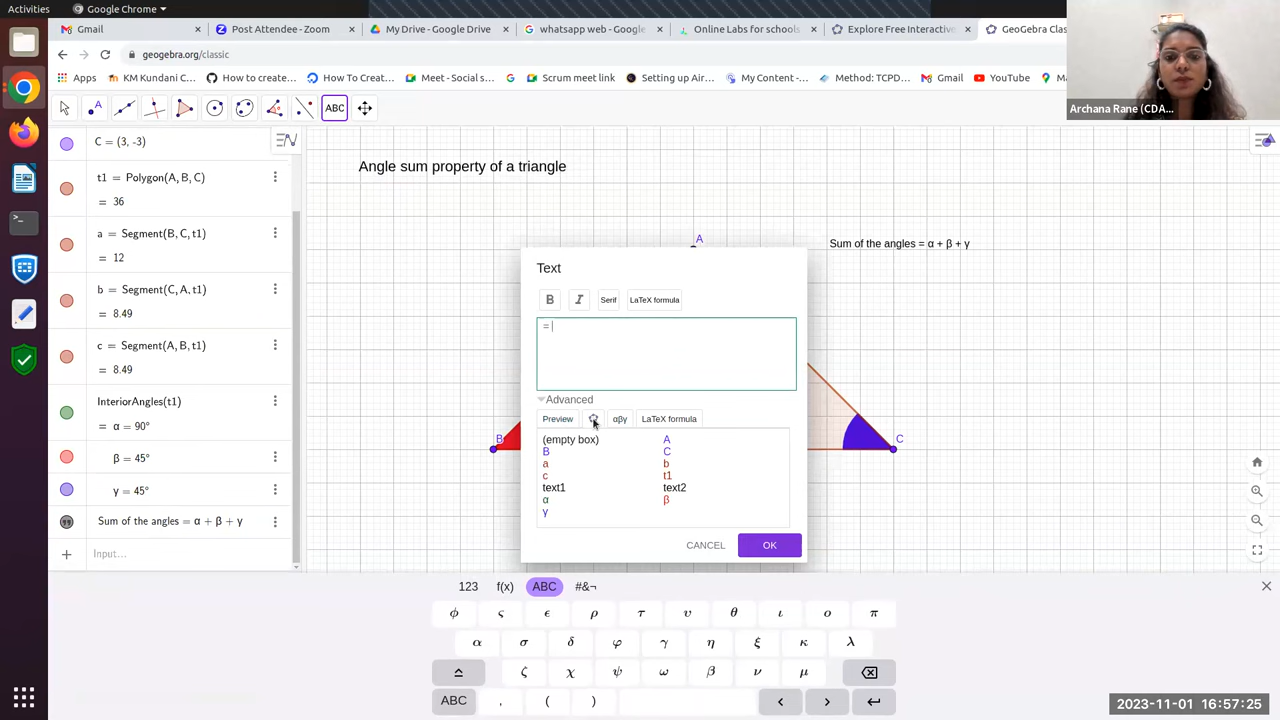 Activities
Google Chrome
Gmail
Post Attendee - Zoom
My Drive - Google Drive
whatsapp web - Google
Online Labs for schools
Explore Free Interactive
GeoGebra Clas
geogebra.org/classic
Apps
KM Kundani C...
How to create...
How To Creat...
Meet - Social s...
Scrum meet link
Setting up Air...
My Content -...
Method: TCPD...
Gmail
YouTube
Ma
Archana Rane (CDA...
ABC
C = (3, -3)
t1 = Polygon(A, B, C)
= 36
a = Segment(B, C, t1)
= 12
b = Segment(C, A, t1)
= 8.49
c = Segment(A, B, t1)
= 8.49
InteriorAngles(t1)
= α = 90°
β = 45°
γ = 45°
Sum of the angles = α + β + γ
Input...
Angle sum property of a triangle
A
Sum of the angles = α + β + γ
B
C
Text
B
I
Serif
LaTeX formula
=
Advanced
Preview
αβγ
LaTeX formula
(empty box) A
B C
a b
c t1
text1 text2
α β
γ
CANCEL
OK
123 f(x) ABC #&¬
ϕ ς ϵ ρ τ υ θ ι ο π
α σ δ φ γ η ξ κ λ
ζ χ ψ ω β ν μ
ABC , ( )
2023-11-01 16:57:25